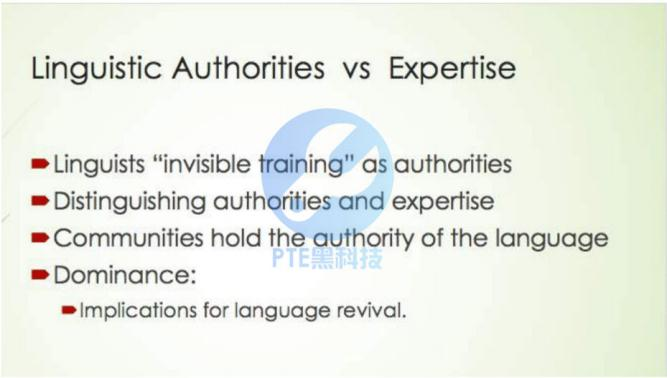 Linguistic Authorities vs Expertise
Linguists “invisible training” as authorities
Distinguishing authorities and expertise
Communities hold the authority of the language
PTE黑科技
Dominance:
Implications for language revival.